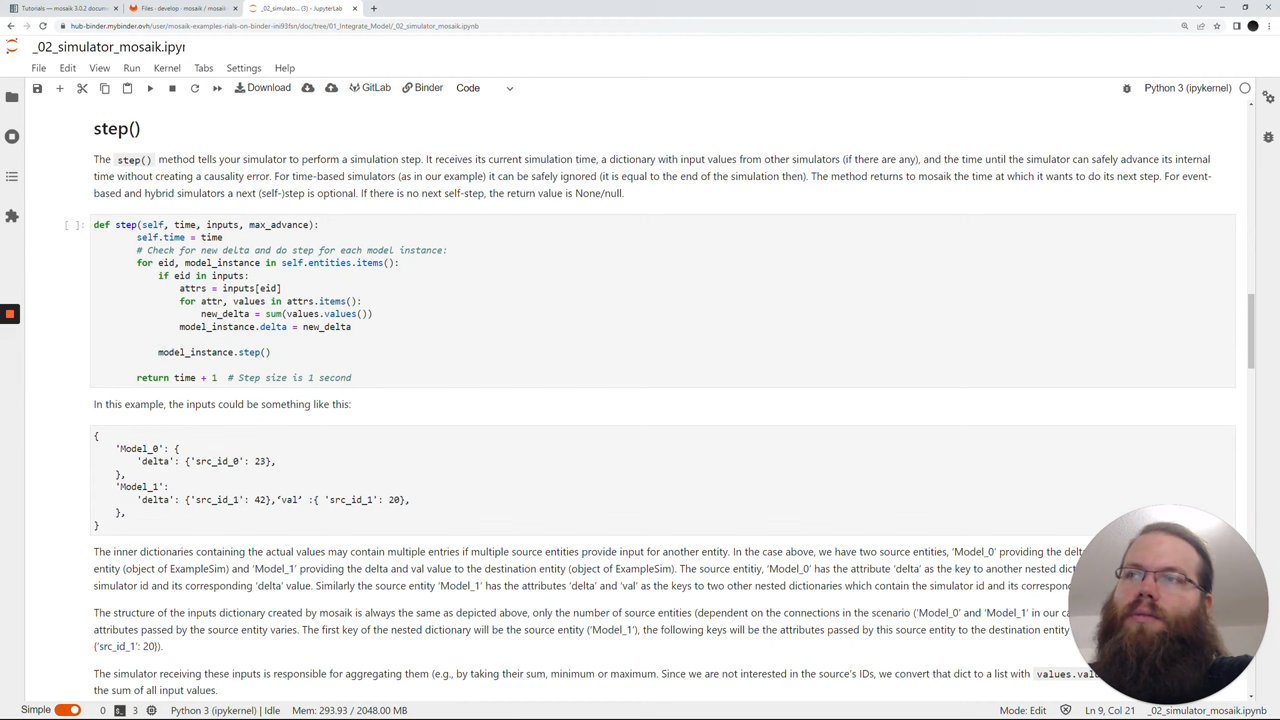 Tutorials — mosaik 3.0.2 docum
Files · develop · mosaik / mosaik
_02_simulato... (3) - JupyterLab
hub-binder.mybinder.ovh/user/mosaik-examples-rials-on-binder-ini93fsn/doc/tree/01_Integrate_Model/_02_simulator_mosaik.ipynb
_02_simulator_mosaik.ipyn
File Edit View Run Kernel Tabs Settings Help
Download GitLab Binder Code Python 3 (ipykernel)
step()
The step() method tells your simulator to perform a simulation step. It receives its current simulation time, a dictionary with input values from other simulators (if there are any), and the time until the simulator can safely advance its internal
time without creating a causality error. For time-based simulators (as in our example) it can be safely ignored (it is equal to the end of the simulation then). The method returns to mosaik the time at which it wants to do its next step. For event-
based and hybrid simulators a next (self-)step is optional. If there is no next self-step, the return value is None/null.
[ ]: def step(self, time, inputs, max_advance):
self.time = time
# Check for new delta and do step for each model instance:
for eid, model_instance in self.entities.items():
if eid in inputs:
attrs = inputs[eid]
for attr, values in attrs.items():
new_delta = sum(values.values())
model_instance.delta = new_delta
model_instance.step()
return time + 1 # Step size is 1 second
In this example, the inputs could be something like this:
{
'Model_0': {
'delta': {'src_id_0': 23},
},
'Model_1':
'delta': {'src_id_1': 42},‘val’ :{ 'src_id_1': 20},
},
}
The inner dictionaries containing the actual values may contain multiple entries if multiple source entities provide input for another entity. In the case above, we have two source entities, ‘Model_0’ providing the delt
entity (object of ExampleSim) and ‘Model_1’ providing the delta and val value to the destination entity (object of ExampleSim). The source entitiy, ‘Model_0’ has the attribute ‘delta’ as the key to another nested dict
simulator id and its corresponding ‘delta’ value. Similarly the source entity ‘Model_1’ has the attributes ‘delta’ and ‘val’ as the keys to two other nested dictionaries which contain the simulator id and its correspon
The structure of the inputs dictionary created by mosaik is always the same as depicted above, only the number of source entities (dependent on the connections in the scenario (‘Model_0’ and ‘Model_1’ in our ca
attributes passed by the source entity varies. The first key of the nested dictionary will be the source entity (‘Model_1’), the following keys will be the attributes passed by this source entity to the destination entity
{‘src_id_1’: 20}).
The simulator receiving these inputs is responsible for aggregating them (e.g., by taking their sum, minimum or maximum. Since we are not interested in the source’s IDs, we convert that dict to a list with values.val
the sum of all input values.
Simple 0 3 Python 3 (ipykernel) | Idle Mem: 293.93 / 2048.00 MB Mode: Edit Ln 9, Col 21 _02_simulator_mosaik.ipynb